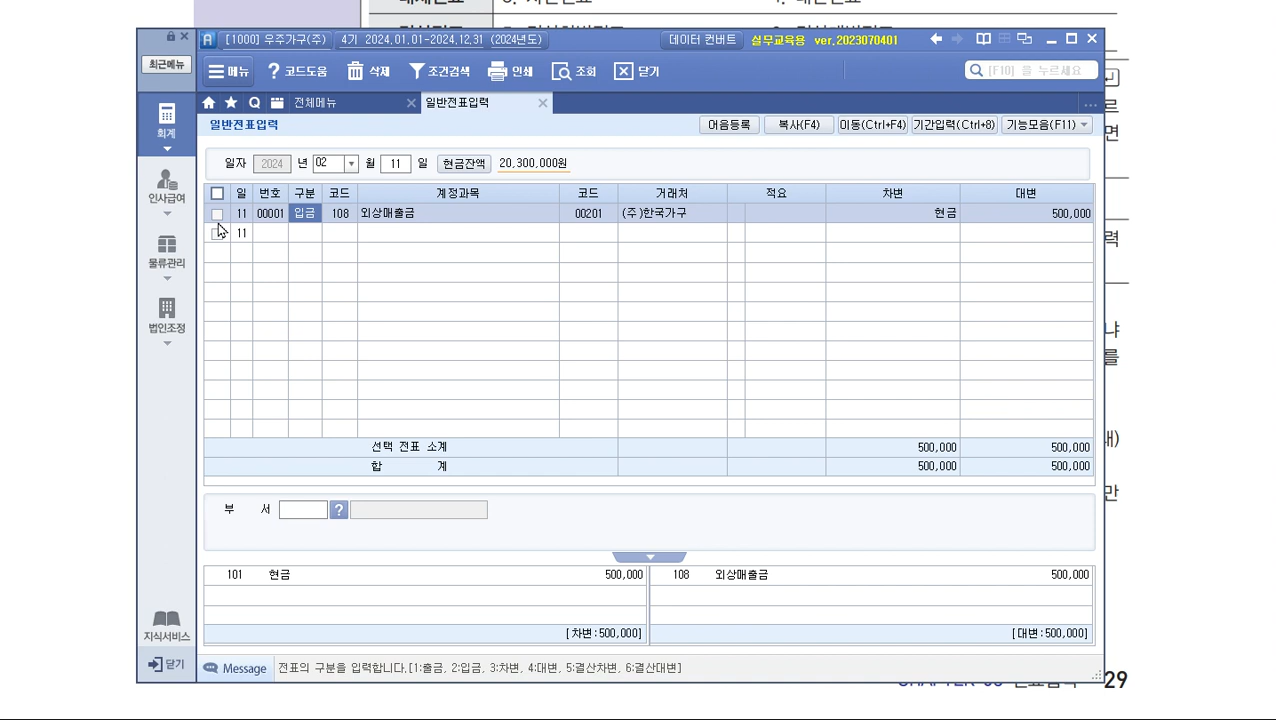 [1000] 우주가구(주) 4기 2024.01.01-2024.12.31 (2024년도) 데이터 컨버트 실무교육용 ver.2023070401
최근메뉴 메뉴 코드도움 삭제 조건검색 인쇄 조회 닫기 [F10] 을 누르세요
전체메뉴 일반전표입력 ...
일반전표입력 어음등록 복사(F4) 이동(Ctrl+F4) 기간입력(Ctrl+8) 기능모음(F11)
회계
인사급여
물류관리
법인조정
지식서비스
닫기
일자 2024 년 02 월 11 일 현금잔액 20,300,000원
일 번호 구분 코드 계정과목 코드 거래처 적요 차변 대변
11 00001 입금 108 외상매출금 00201 (주)한국가구 현금 500,000
11
선택 전표 소계 500,000 500,000
합 계 500,000 500,000
부 서
101 현금 500,000 108 외상매출금 500,000
[차변:500,000] [대변:500,000]
Message 전표의 구분을 입력합니다.[1:출금, 2:입금, 3:차변, 4:대변, 5:결산차변, 6:결산대변]
르
면
력
냐
를
만
29